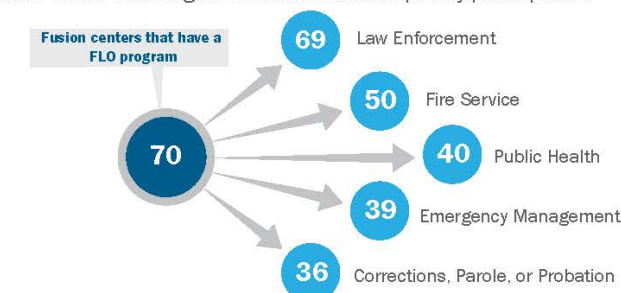 Fusion centers that have a
FLO program
70
69 Law Enforcement
50 Fire Service
40 Public Health
39 Emergency Management
36 Corrections, Parole, or Probation